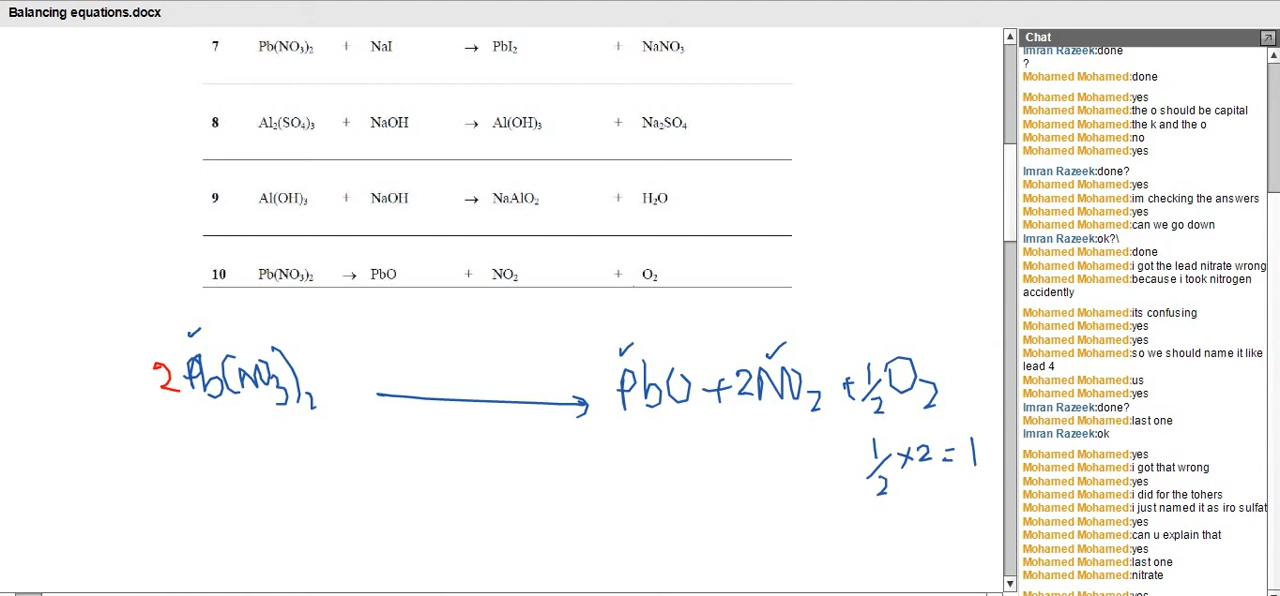 Balancing equations.docx
7 Pb(NO₃)₂ + NaI → PbI₂ + NaNO₃
8 Al₂(SO₄)₃ + NaOH → Al(OH)₃ + Na₂SO₄
9 Al(OH)₃ + NaOH → NaAlO₂ + H₂O
10 Pb(NO₃)₂ → PbO + NO₂ + O₂
2Pb(NO₃)₂ → PbO + 2NO₂ + ½O₂
½ × 2 = 1
Chat
Imran Razeek:done
?
Mohamed Mohamed:done
Mohamed Mohamed:yes
Mohamed Mohamed:the o should be capital
Mohamed Mohamed:the k and the o
Mohamed Mohamed:no
Mohamed Mohamed:yes
Imran Razeek:done?
Mohamed Mohamed:yes
Mohamed Mohamed:im checking the answers
Mohamed Mohamed:yes
Mohamed Mohamed:can we go down
Imran Razeek:ok?\
Mohamed Mohamed:done
Mohamed Mohamed:i got the lead nitrate wrong
Mohamed Mohamed:because i took nitrogen
accidently
Mohamed Mohamed:its confusing
Mohamed Mohamed:yes
Mohamed Mohamed:yes
Mohamed Mohamed:so we should name it like
lead 4
Mohamed Mohamed:us
Mohamed Mohamed:yes
Imran Razeek:done?
Mohamed Mohamed:last one
Imran Razeek:ok
Mohamed Mohamed:yes
Mohamed Mohamed:i got that wrong
Mohamed Mohamed:yes
Mohamed Mohamed:i did for the tohers
Mohamed Mohamed:i just named it as iro sulfat
Mohamed Mohamed:yes
Mohamed Mohamed:can u explain that
Mohamed Mohamed:yes
Mohamed Mohamed:last one
Mohamed Mohamed:nitrate
Mohamed Mohamed:yes